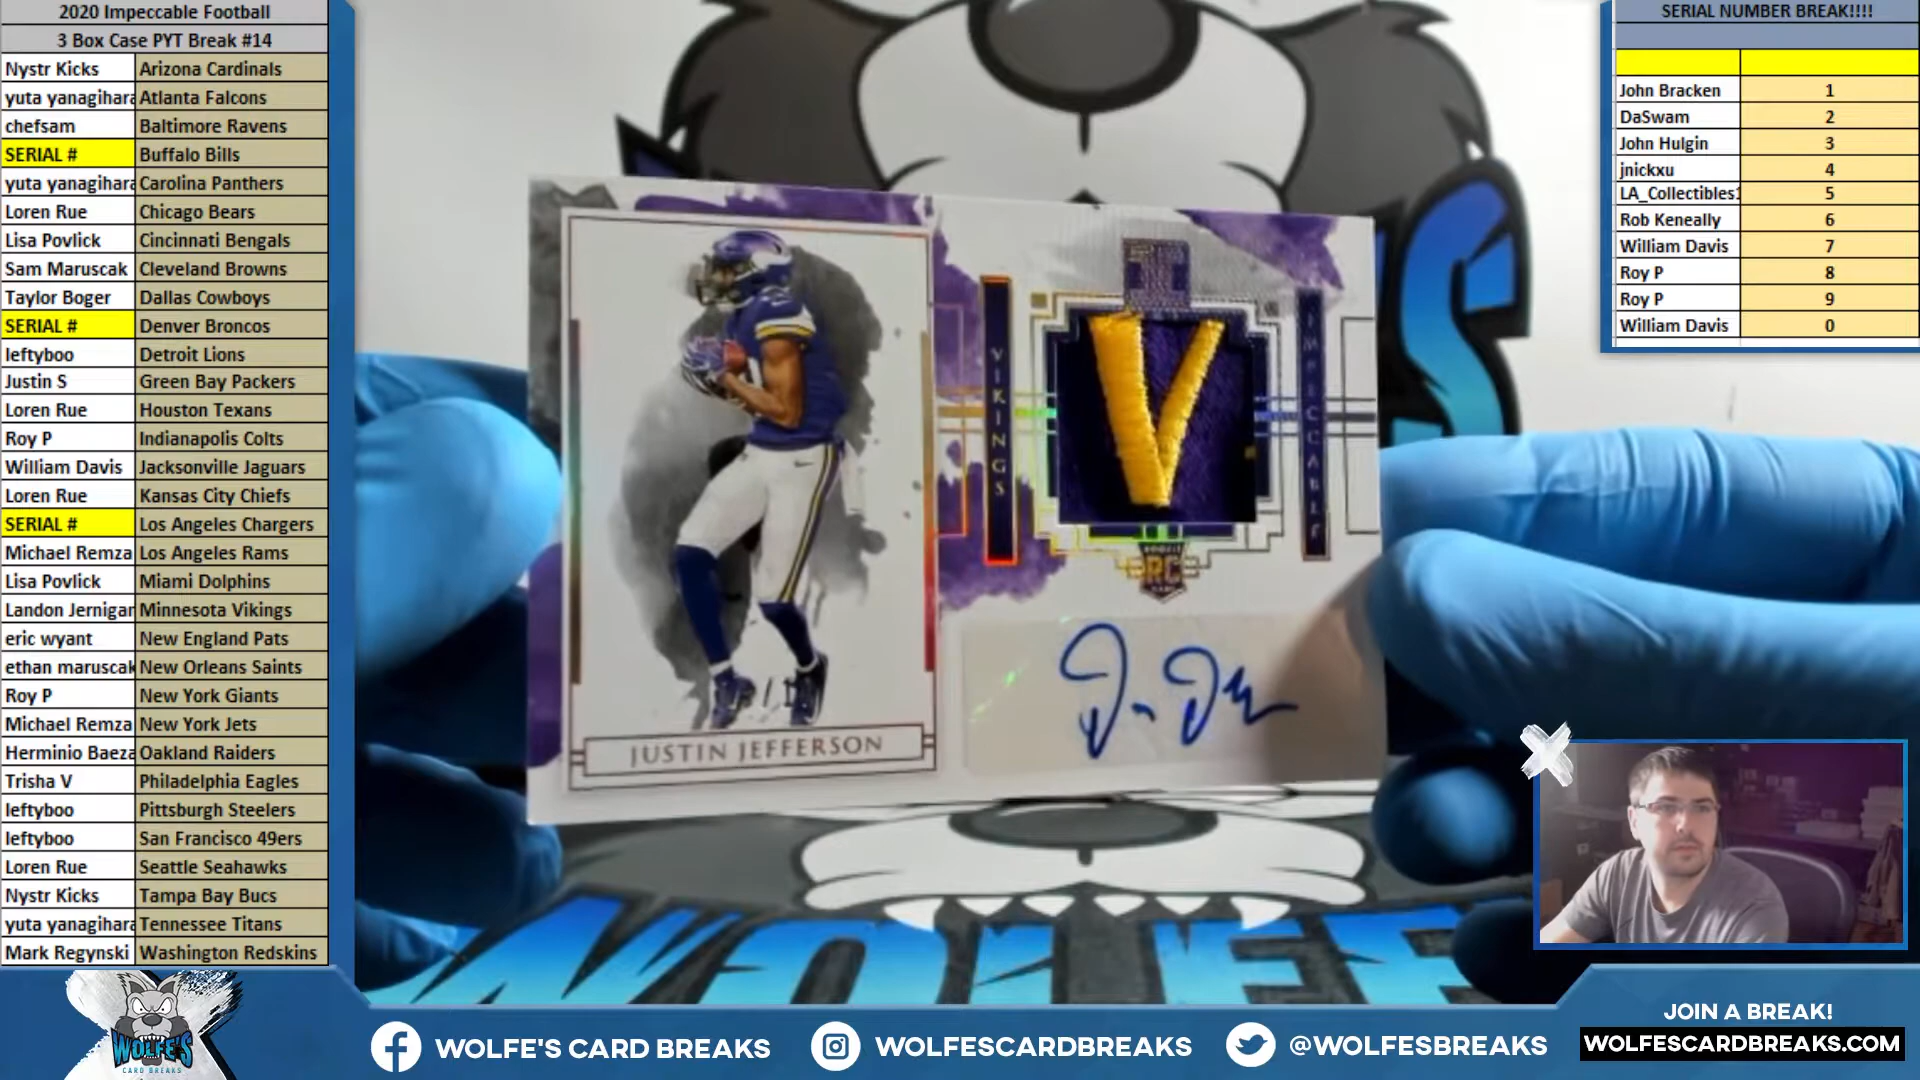 2020 Impeccable Football
3 Box Case PYT Break #14
Nystr Kicks Arizona Cardinals
yuta yanagihara Atlanta Falcons
chefsam Baltimore Ravens
SERIAL # Buffalo Bills
yuta yanagihara Carolina Panthers
Loren Rue Chicago Bears
Lisa Povlick Cincinnati Bengals
Sam Maruscak Cleveland Browns
Taylor Boger Dallas Cowboys
SERIAL # Denver Broncos
leftyboo Detroit Lions
Justin S Green Bay Packers
Loren Rue Houston Texans
Roy P Indianapolis Colts
William Davis Jacksonville Jaguars
Loren Rue Kansas City Chiefs
SERIAL # Los Angeles Chargers
Michael Remza Los Angeles Rams
Lisa Povlick Miami Dolphins
Landon Jernigan Minnesota Vikings
eric wyant New England Pats
ethan maruscak New Orleans Saints
Roy P New York Giants
Michael Remza New York Jets
Herminio Baeza Oakland Raiders
Trisha V Philadelphia Eagles
leftyboo Pittsburgh Steelers
leftyboo San Francisco 49ers
Loren Rue Seattle Seahawks
Nystr Kicks Tampa Bay Bucs
yuta yanagihara Tennessee Titans
Mark Regynski Washington Redskins
SERIAL NUMBER BREAK!!!!
John Bracken 1
DaSwam 2
John Hulgin 3
jnickxu 4
LA_Collectibles1 5
Rob Keneally 6
William Davis 7
Roy P 8
Roy P 9
William Davis 0
VIKINGS
IMPECCABLE
RC
JUSTIN JEFFERSON
WOLFE
WOLFE'S
CARD BREAKS
WOLFE'S CARD BREAKS
WOLFESCARDBREAKS
@WOLFESBREAKS
JOIN A BREAK!
WOLFESCARDBREAKS.COM